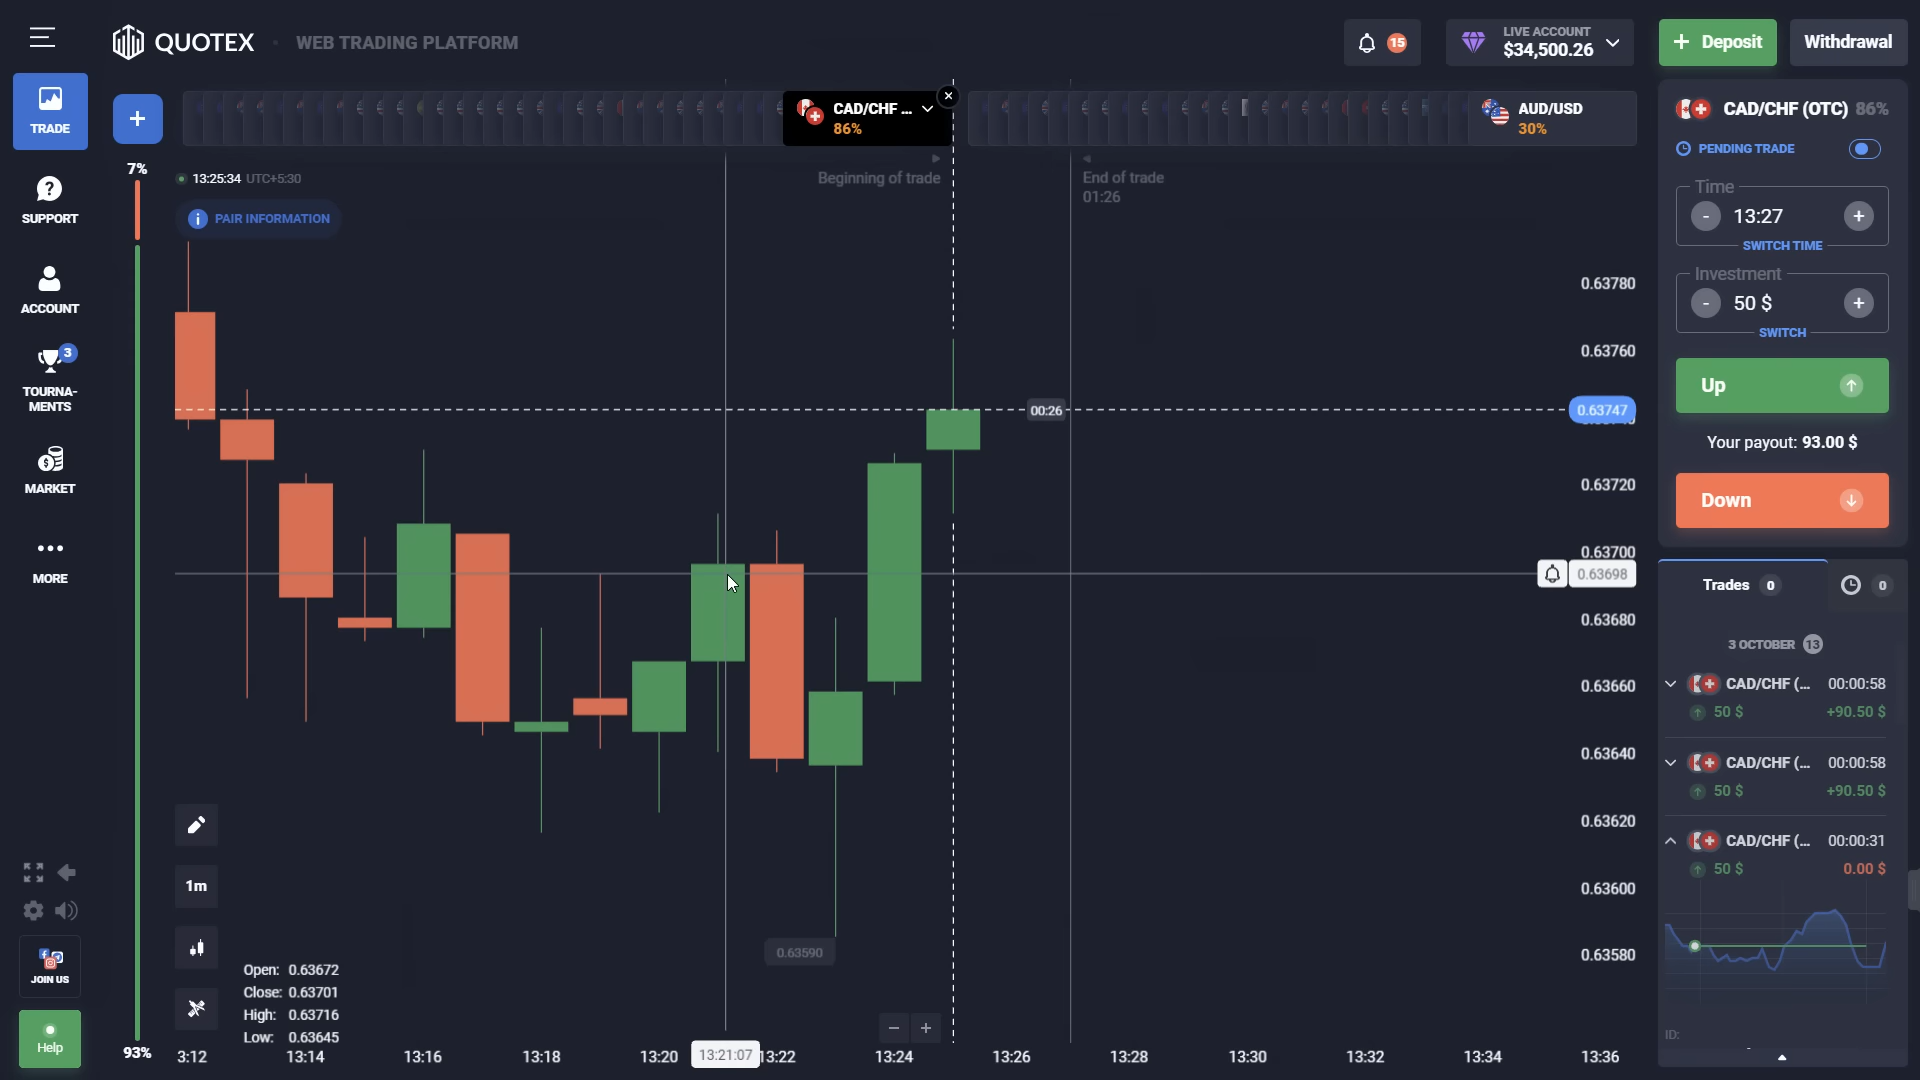 QUOTEX
WEB TRADING PLATFORM
15
LIVE ACCOUNT
$34,500.26
+ Deposit
Withdrawal
TRADE
SUPPORT
ACCOUNT
3
TOURNA-
MENTS
MARKET
MORE
JOIN US
Help
+
CAD/CHF ...
86%
AUD/USD
30%
7%
93%
13:25:34 UTC+5:30
PAIR INFORMATION
Beginning of trade
End of trade
01:26
00:26
0.63780
0.63760
0.63747
0.63720
0.63700
0.63698
0.63680
0.63660
0.63640
0.63620
0.63600
0.63580
0.63590
1m
Open: 0.63672
Close: 0.63701
High: 0.63716
Low: 0.63645
− +
3:12
13:14
13:16
13:18
13:20
13:21:07
13:22
13:24
13:26
13:28
13:30
13:32
13:34
13:36
CAD/CHF (OTC) 86%
PENDING TRADE
Time
- 13:27 +
SWITCH TIME
Investment
- 50 $ +
SWITCH
Up
Your payout: 93.00 $
Down
Trades 0
0
3 OCTOBER 13
CAD/CHF (... 00:00:58
50 $ +90.50 $
CAD/CHF (... 00:00:58
50 $ +90.50 $
CAD/CHF (... 00:00:31
50 $ 0.00 $
ID: